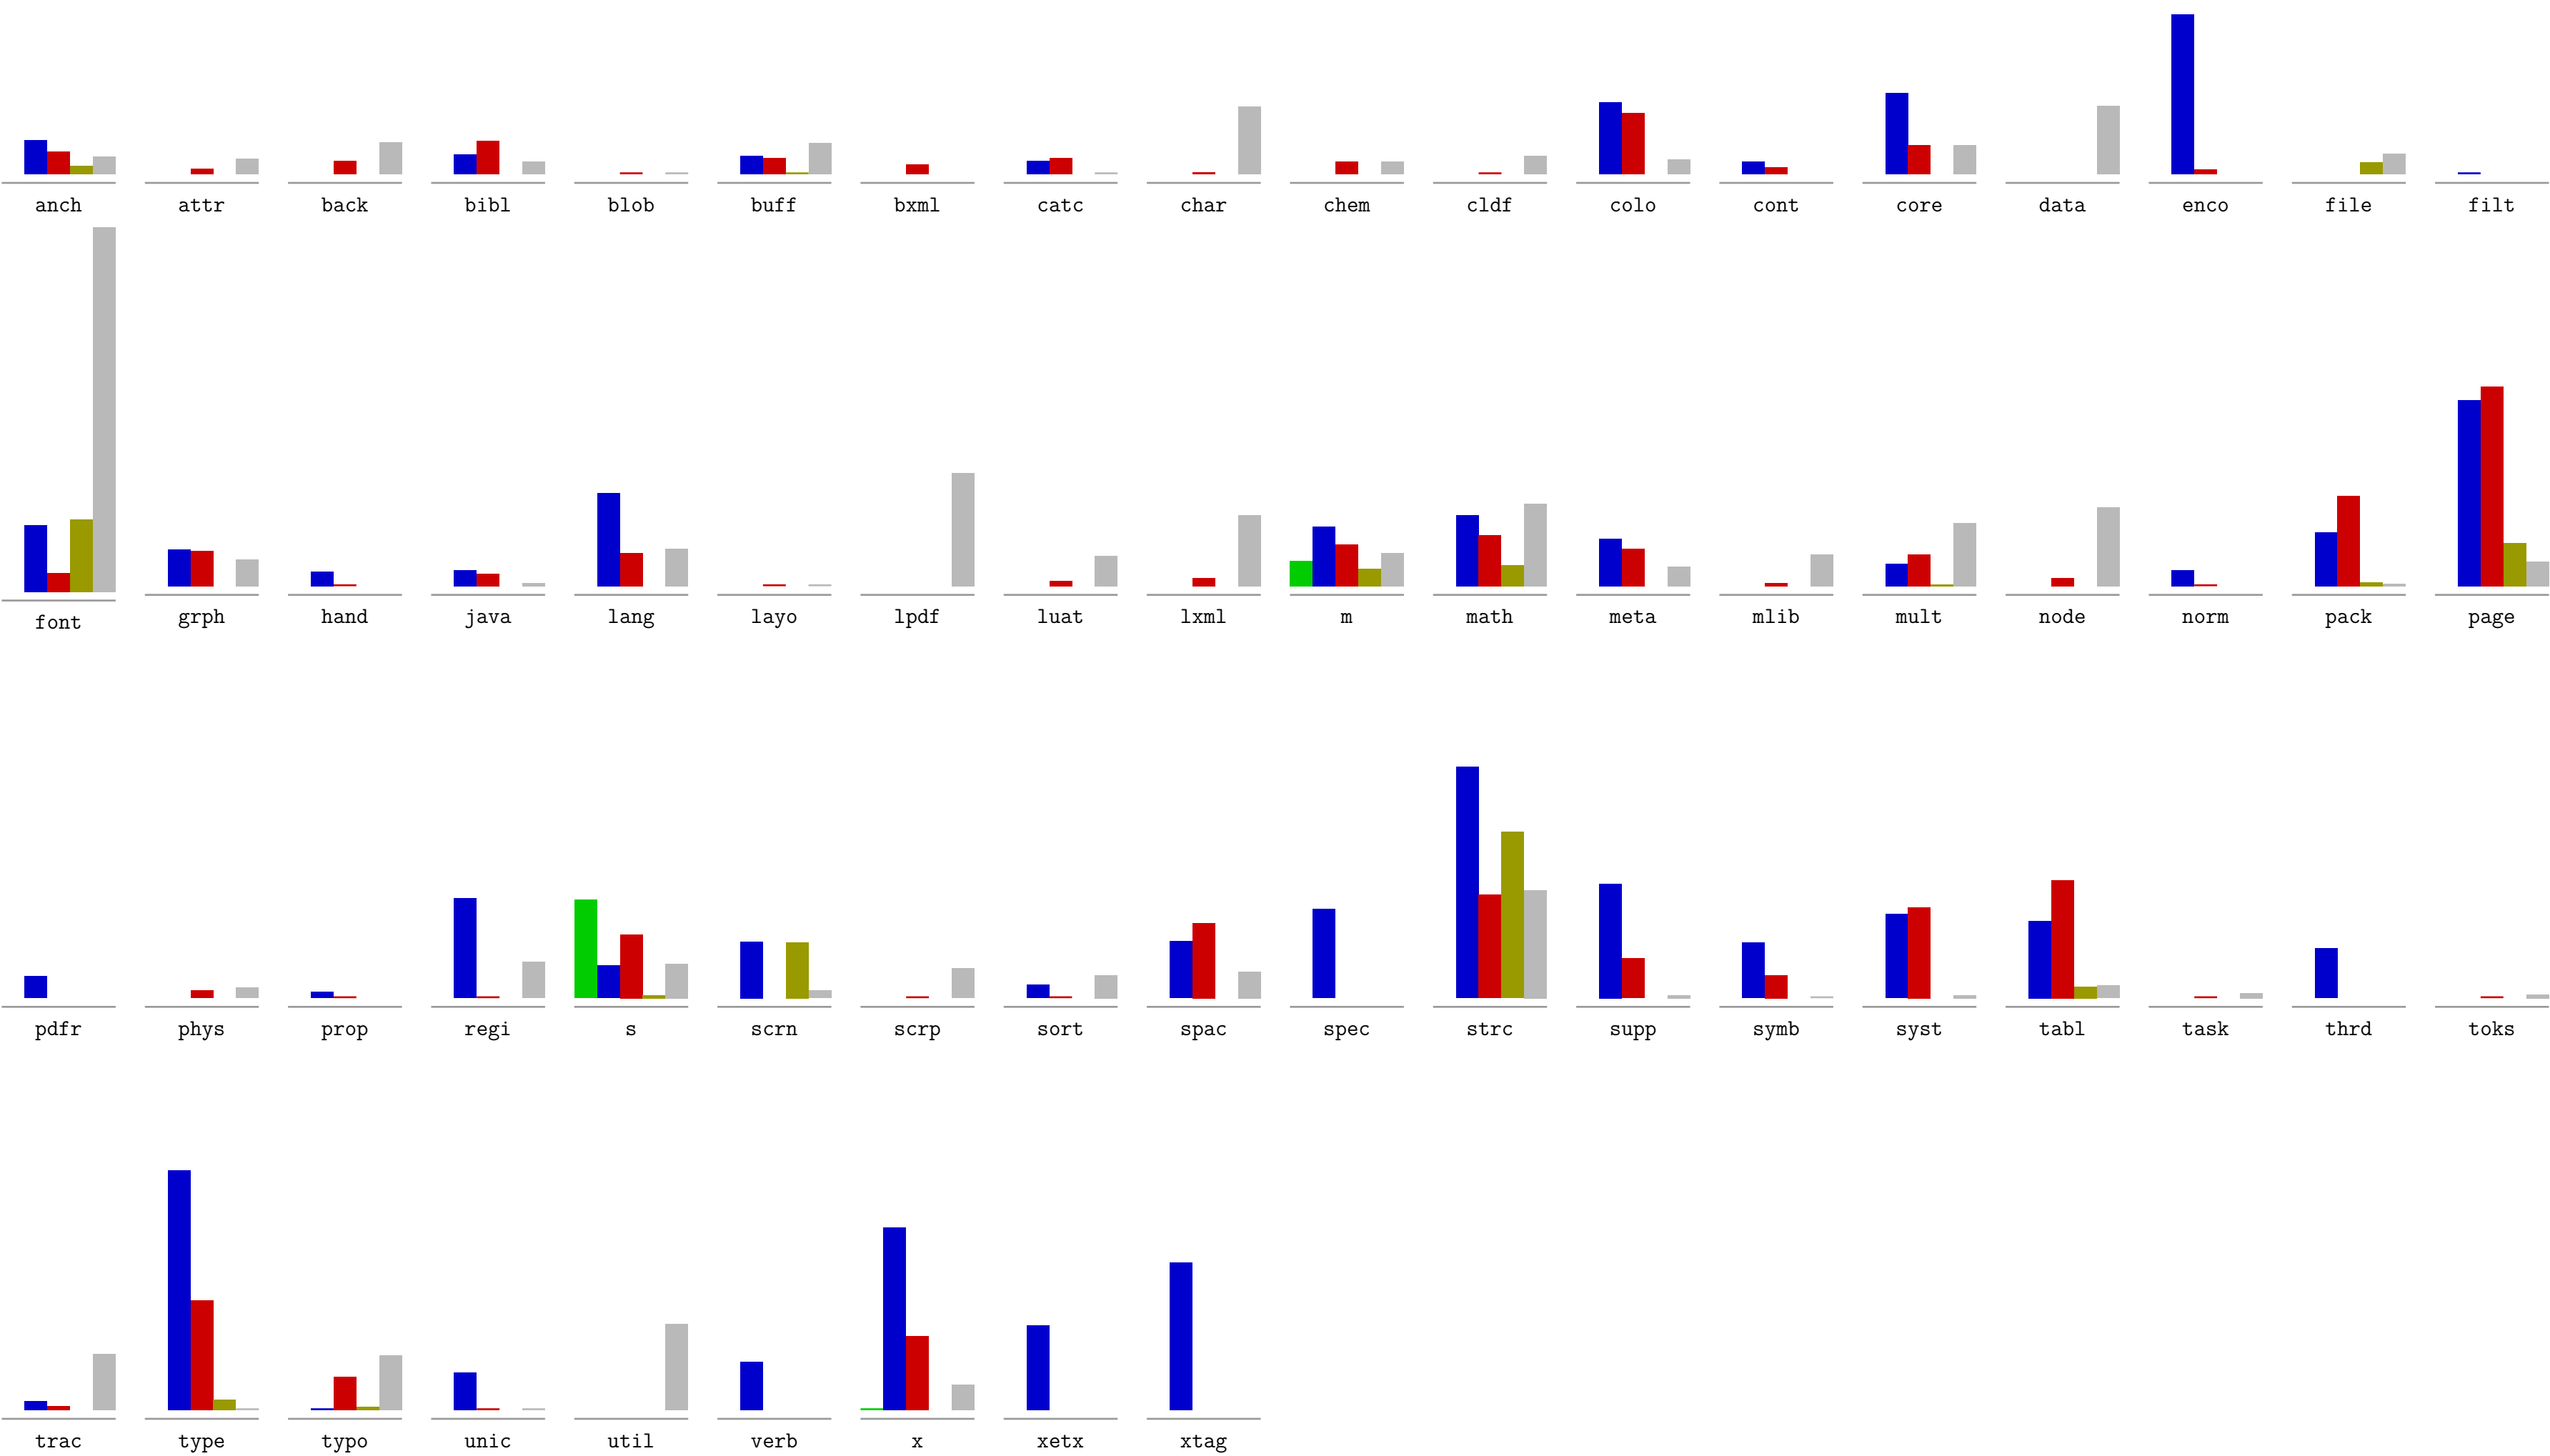 anch attr back bibl blob buff bxml catc char chem cldf colo cont core data enco file filt
font grph hand java lang layo lpdf luat lxml m math meta mlib mult node norm pack page
pdfr phys prop regi s scrn scrp sort spac spec strc supp symb syst tabl task thrd toks
trac type typo unic util verb x xetx xtag